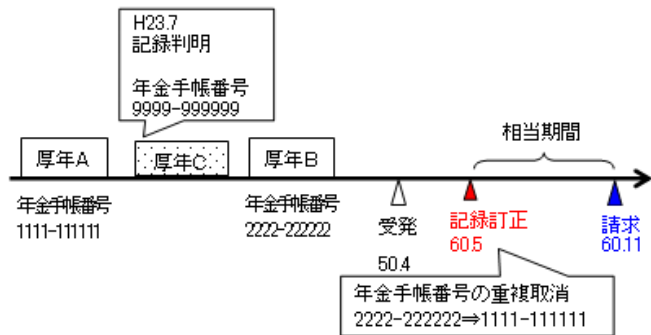 H23.7
記録判明
年金手帳番号
9999-999999
相当期間
厚年A
厚年C
厚年B
年金手帳番号
1111-111111
年金手帳番号
2222-222222
受発
50.4
記録訂正
60.5
請求
60.11
年金手帳番号の重複取消
2222-222222⇒1111-111111